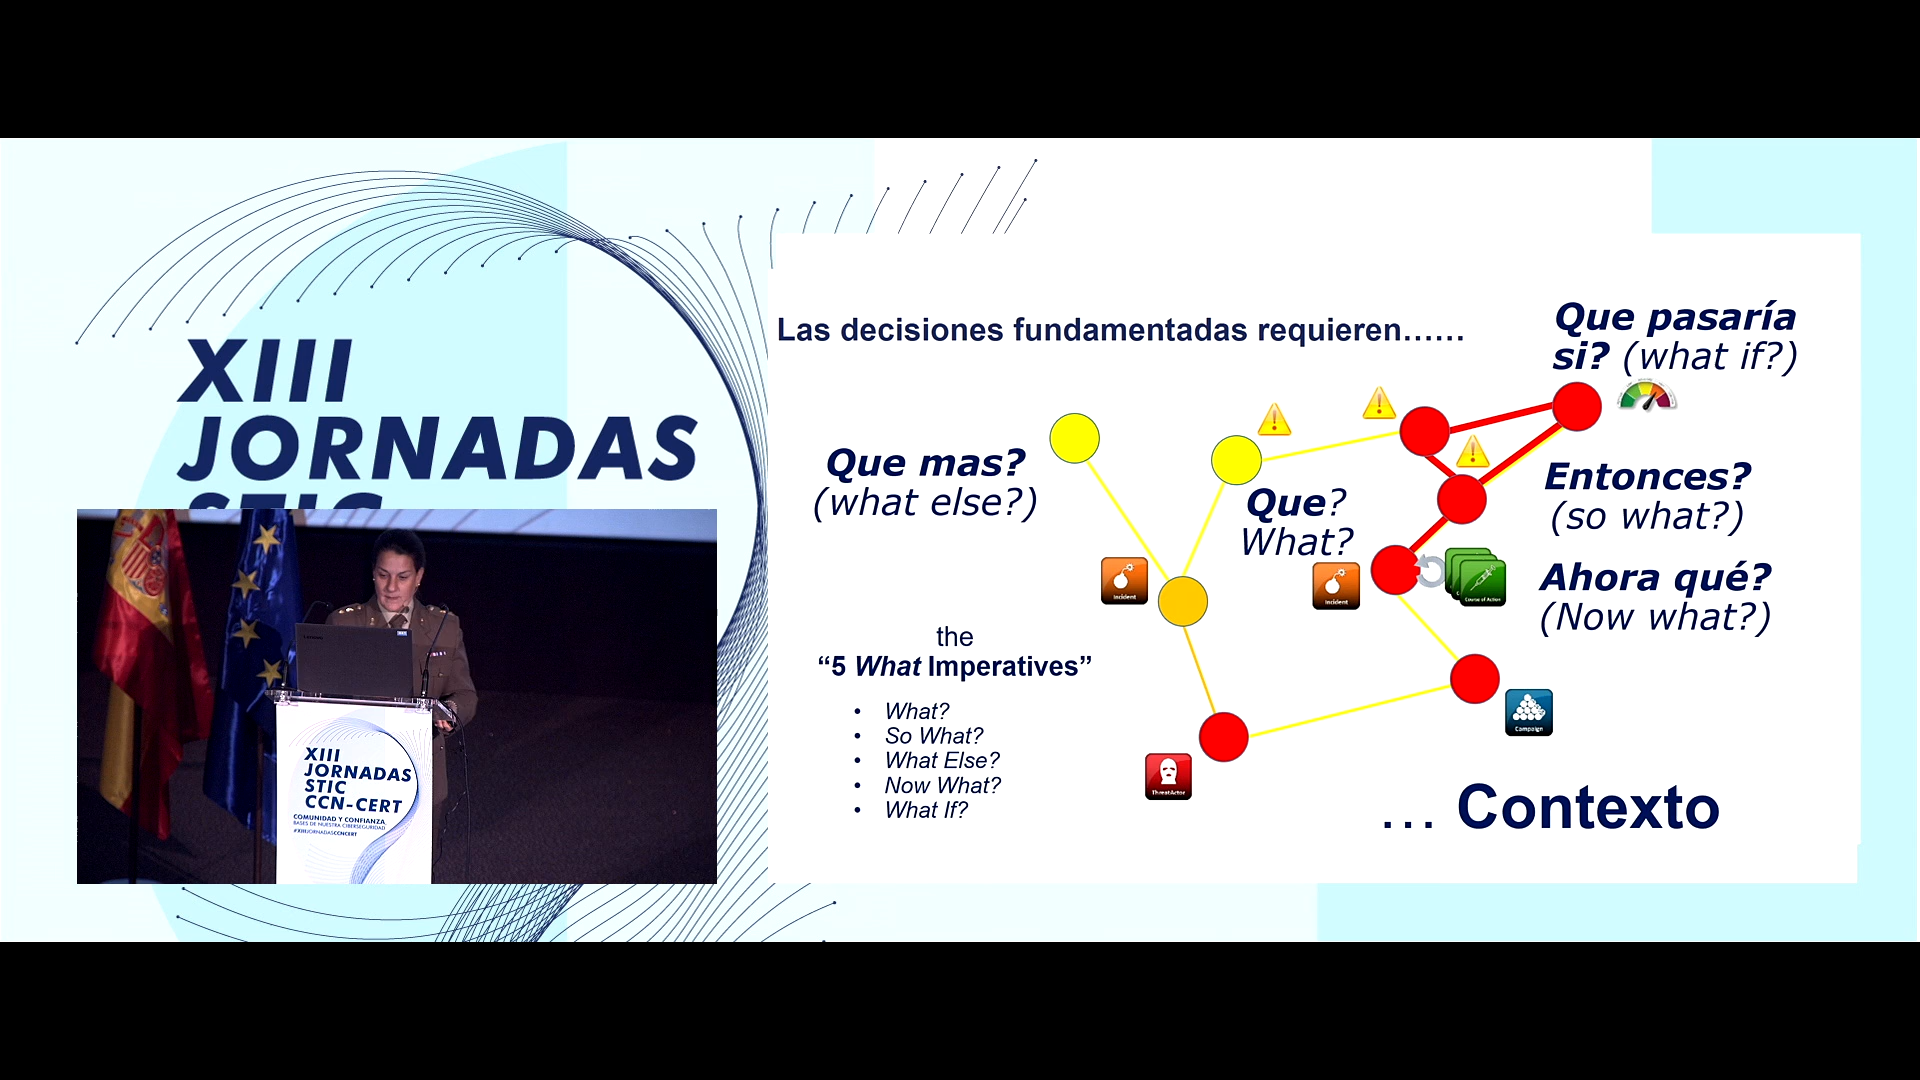 XIII
JORNADAS
STIC
Las decisiones fundamentadas requieren......
Que pasaría
si? (what if?)
Que mas?
(what else?)
Que?
What?
Entonces?
(so what?)
Ahora qué?
(Now what?)
Incident
Incident
Course of Action
Campaign
ThreatActor
the
“5 What Imperatives”
• What?
• So What?
• What Else?
• Now What?
• What If?
... Contexto
Lenovo
XIII
JORNADAS
STIC
CCN-CERT
COMUNIDAD Y CONFIANZA,
BASES DE NUESTRA CIBERSEGURIDAD
#XIIIJORNADASCCNCERT